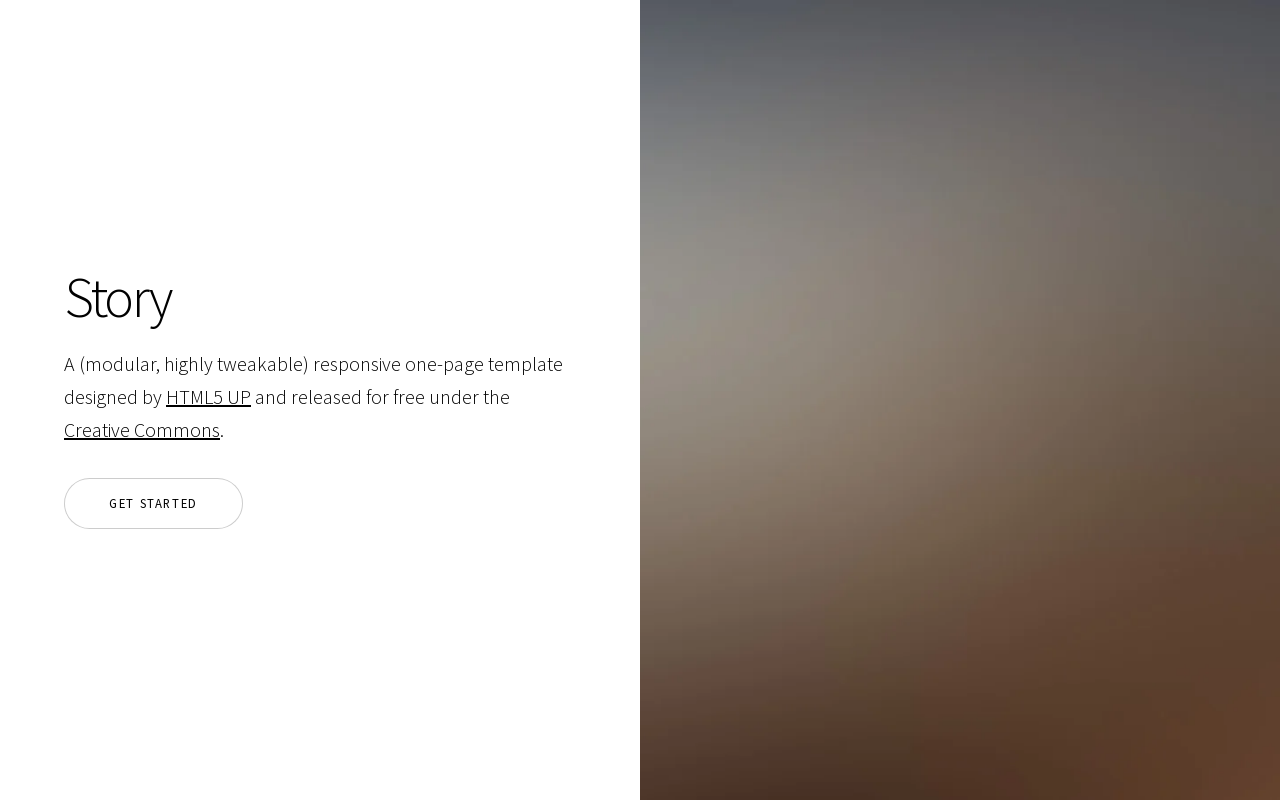 Story
A (modular, highly tweakable) responsive one-page template
designed by HTML5 UP and released for free under the
Creative Commons.
GET STARTED